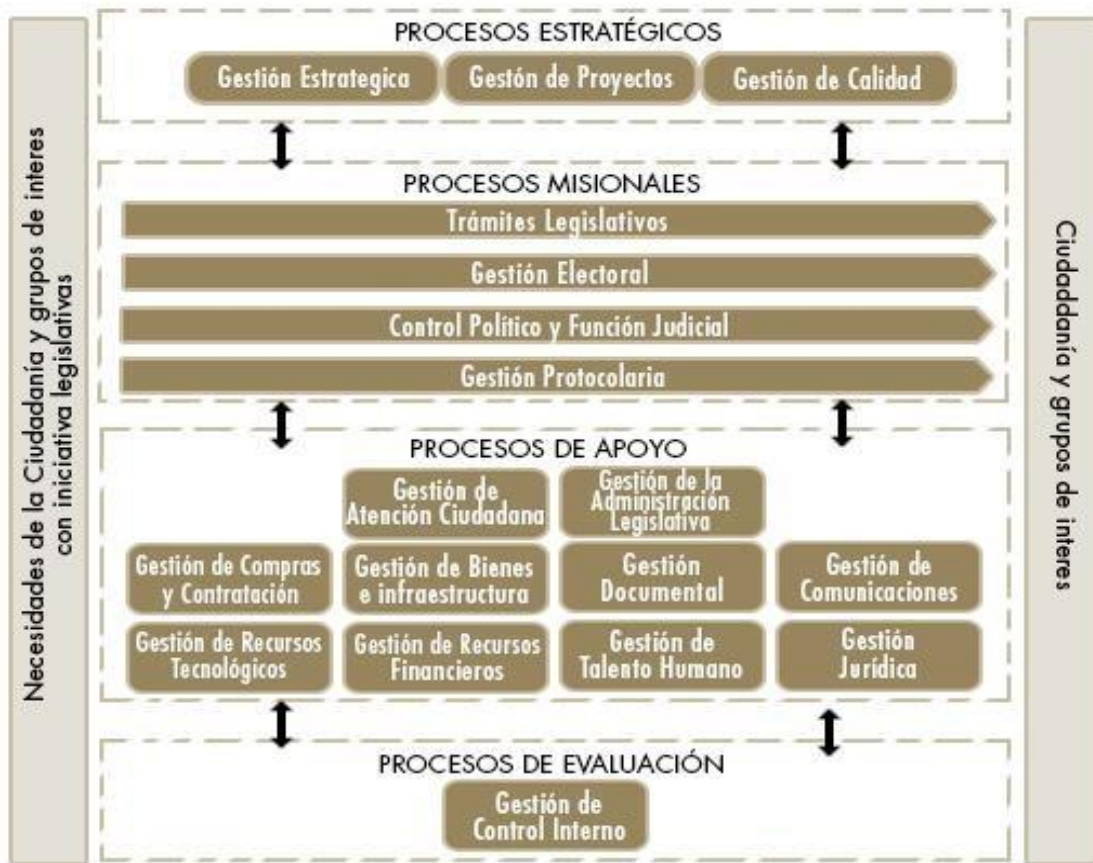 Necesidades de la Ciudadanía y grupos de interes
con iniciativa legislativas
PROCESOS ESTRATÉGICOS
Gestión Estrategica
Gestón de Proyectos
Gestión de Calidad
PROCESOS MISIONALES
Trámites Legislativos
Gestión Electoral
Control Político y Función Judicial
Gestión Protocolaria
PROCESOS DE APOYO
Gestión de
Atención Ciudadana
Gestión de la
Administración
Legislativa
Gestión de Compras
y Contratación
Gestión de Bienes
e infraestructura
Gestión
Documental
Gestión de
Comunicaciones
Gestión de Recursos
Tecnológicos
Gestión de Recursos
Financieros
Gestión de
Talento Humano
Gestión
Jurídica
PROCESOS DE EVALUACIÓN
Gestión de
Control Interno
Ciudaddanía y grupos de interes